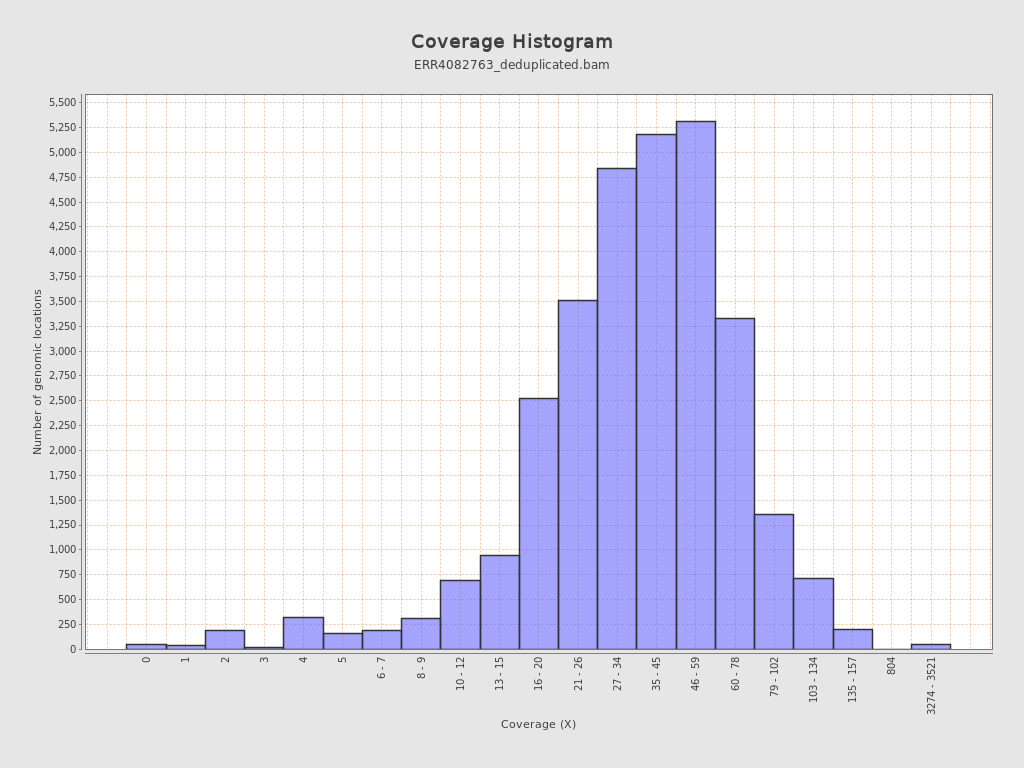 Coverage Histogram
ERR4082763_deduplicated.bam
Number of genomic locations
5,500
5,250
5,000
4,750
4,500
4,250
4,000
3,750
3,500
3,250
3,000
2,750
2,500
2,250
2,000
1,750
1,500
1,250
1,000
750
500
250
0
0
1
2
3
4
5
6 - 7
8 - 9
10 - 12
13 - 15
16 - 20
21 - 26
27 - 34
35 - 45
46 - 59
60 - 78
79 - 102
103 - 134
135 - 157
804
3274 - 3521
Coverage (X)